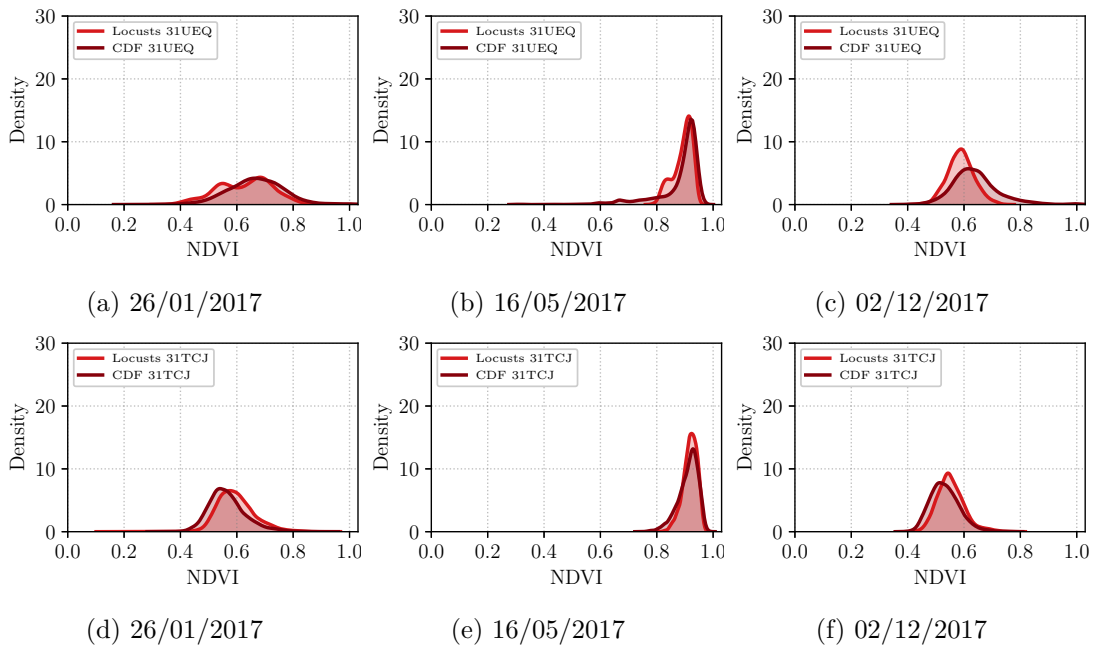 30
20
10
0
Density
Locusts 31UEQ
CDF 31UEQ
0.0 0.2 0.4 0.6 0.8 1.0
NDVI
(a) 26/01/2017
30
20
10
0
Density
Locusts 31UEQ
CDF 31UEQ
0.0 0.2 0.4 0.6 0.8 1.0
NDVI
(b) 16/05/2017
30
20
10
0
Density
Locusts 31UEQ
CDF 31UEQ
0.0 0.2 0.4 0.6 0.8 1.0
NDVI
(c) 02/12/2017
30
20
10
0
Density
Locusts 31TCJ
CDF 31TCJ
0.0 0.2 0.4 0.6 0.8 1.0
NDVI
(d) 26/01/2017
30
20
10
0
Density
Locusts 31TCJ
CDF 31TCJ
0.0 0.2 0.4 0.6 0.8 1.0
NDVI
(e) 16/05/2017
30
20
10
0
Density
Locusts 31TCJ
CDF 31TCJ
0.0 0.2 0.4 0.6 0.8 1.0
NDVI
(f) 02/12/2017